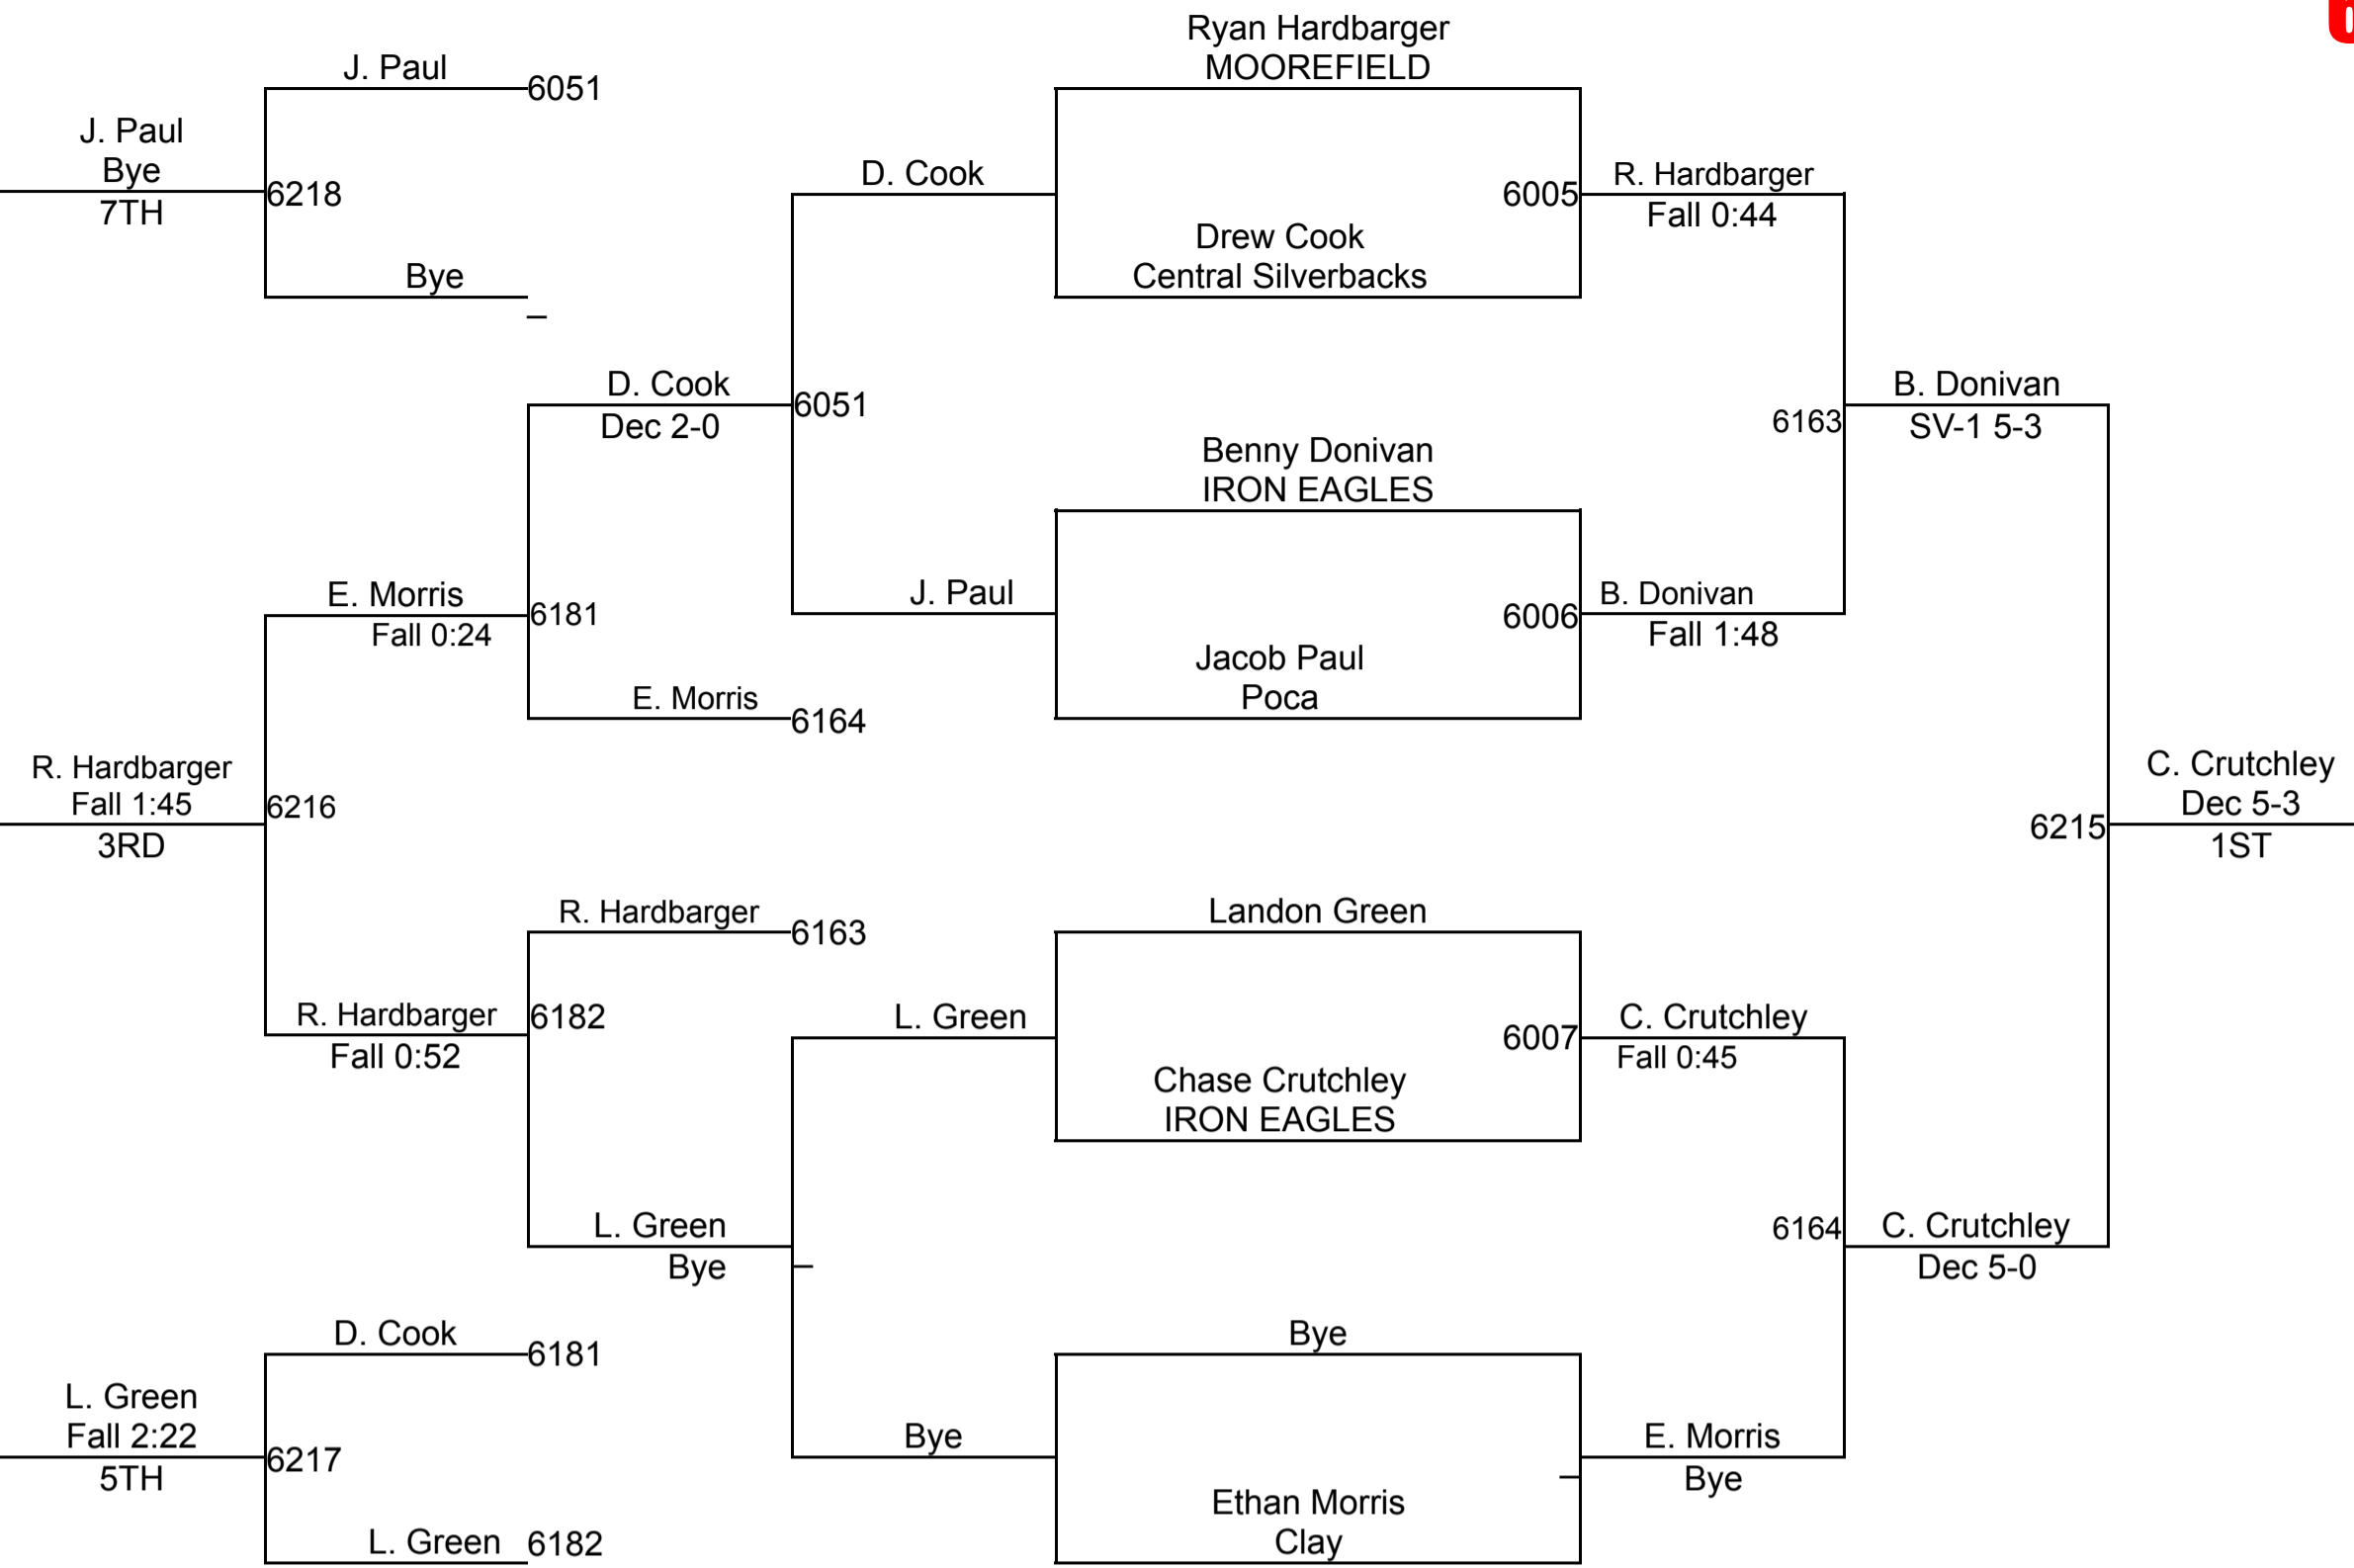 Ryan Hardbarger
MOOREFIELD
6
J. Paul
6051
J. Paul
Bye
7TH
6218
Bye
D. Cook
6005
R. Hardbarger
Fall 0:44
Drew Cook
Central Silverbacks
D. Cook
Dec 2-0
6051
6163
B. Donivan
SV-1 5-3
Benny Donivan
IRON EAGLES
E. Morris
Fall 0:24
6181
J. Paul
6006
B. Donivan
Fall 1:48
Jacob Paul
Poca
E. Morris
6164
R. Hardbarger
Fall 1:45
3RD
6216
6215
C. Crutchley
Dec 5-3
1ST
R. Hardbarger
6163
Landon Green
R. Hardbarger
Fall 0:52
6182
L. Green
6007
C. Crutchley
Fall 0:45
Chase Crutchley
IRON EAGLES
L. Green
Bye
6164
C. Crutchley
Dec 5-0
D. Cook
6181
Bye
L. Green
Fall 2:22
5TH
6217
Bye
E. Morris
Bye
Ethan Morris
Clay
L. Green
6182